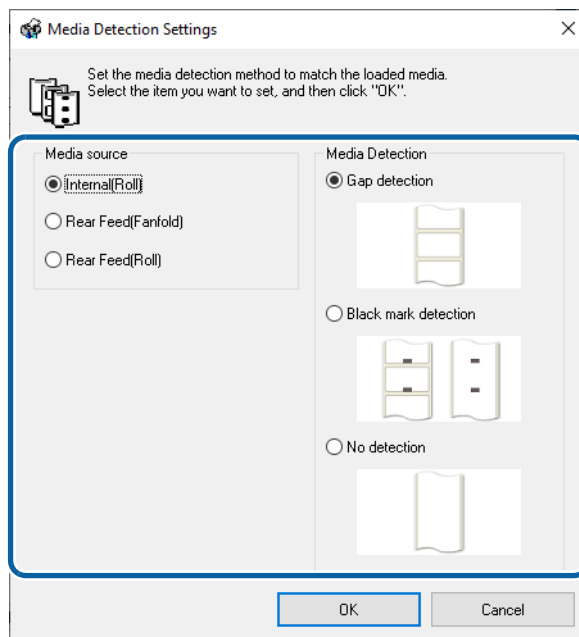 Media Detection Settings
Set the media detection method to match the loaded media.
Select the item you want to set, and then click "OK".
Media source
Internal(Roll)
Rear Feed(Fanfold)
Rear Feed(Roll)
Media Detection
Gap detection
Black mark detection
No detection
OK
Cancel